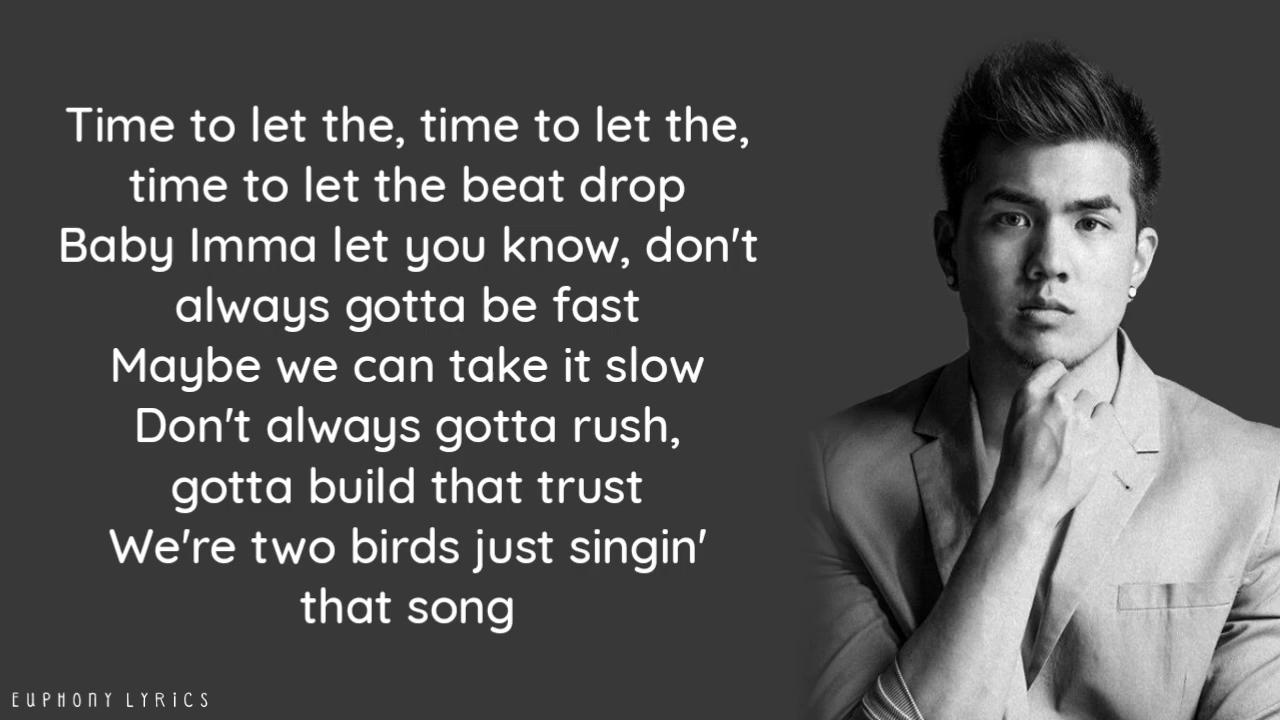 Time to let the, time to let the,
time to let the beat drop
Baby Imma let you know, don't
always gotta be fast
Maybe we can take it slow
Don't always gotta rush,
gotta build that trust
We're two birds just singin'
that song
EUPHONY LYRICS